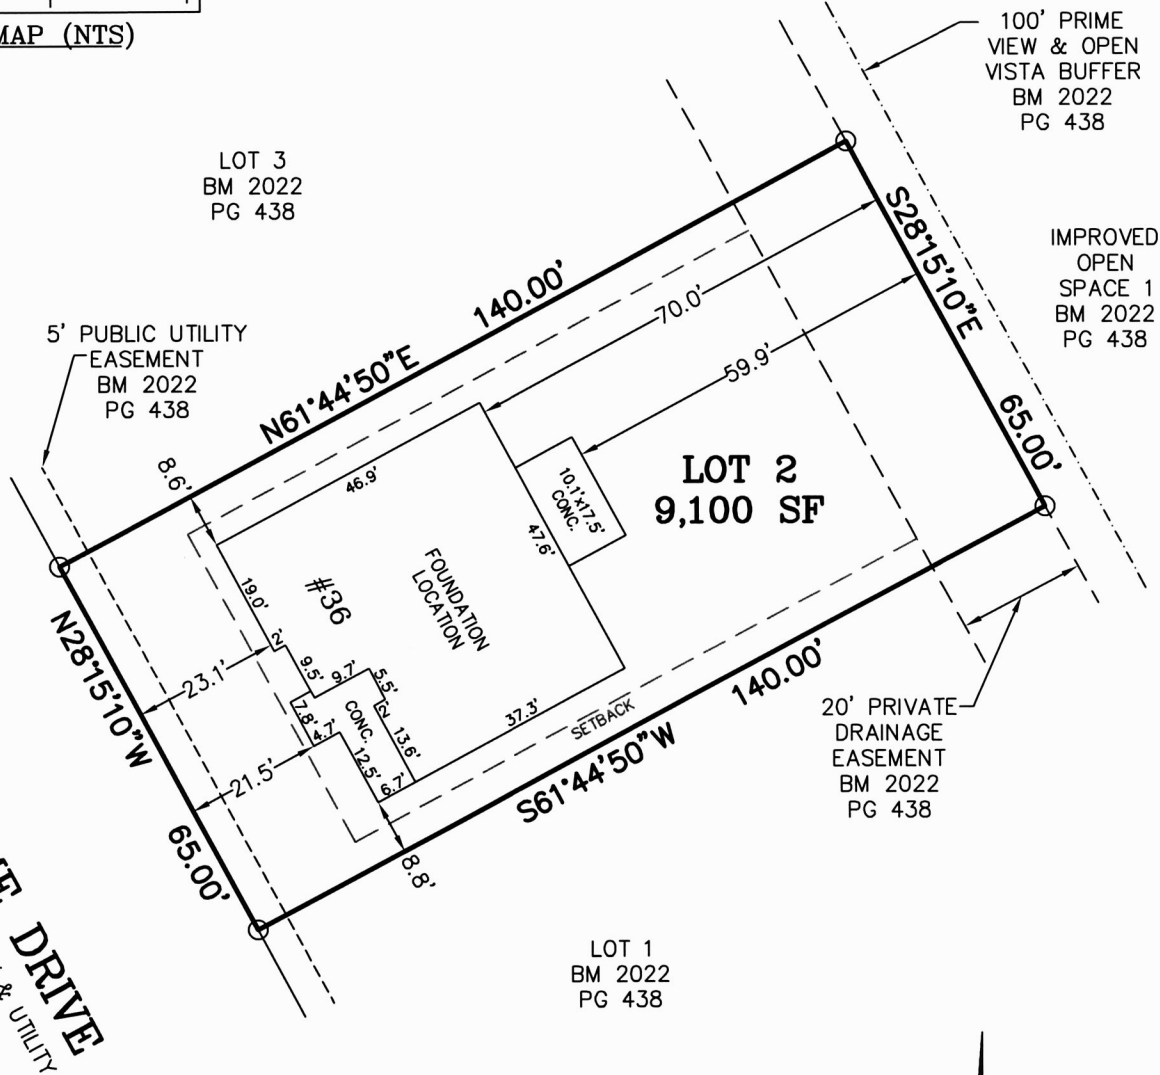 MAP (NTS)
100' PRIME
VIEW & OPEN
VISTA BUFFER
BM 2022
PG 438
LOT 3
BM 2022
PG 438
S28°15'10"E
65.00'
IMPROVED
OPEN
SPACE 1
BM 2022
PG 438
140.00'
N61°44'50"E
70.0'
59.9'
5' PUBLIC UTILITY
EASEMENT
BM 2022
PG 438
8.6'
46.9'
10.1'x17.5'
CONC.
LOT 2
9,100 SF
47.6'
FOUNDATION
LOCATION
#36
19.0'
2'
9.5'
9.7'
5.5'
2'
13.6'
CONC.
7.8'
4.7'
12.5'
6.7'
37.3'
23.1'
21.5'
N28°15'10"W
65.00'
8.8'
SETBACK
140.00'
S61°44'50"W
20' PRIVATE
DRAINAGE
EASEMENT
BM 2022
PG 438
LOT 1
BM 2022
PG 438
DRIVE
& UTILITY